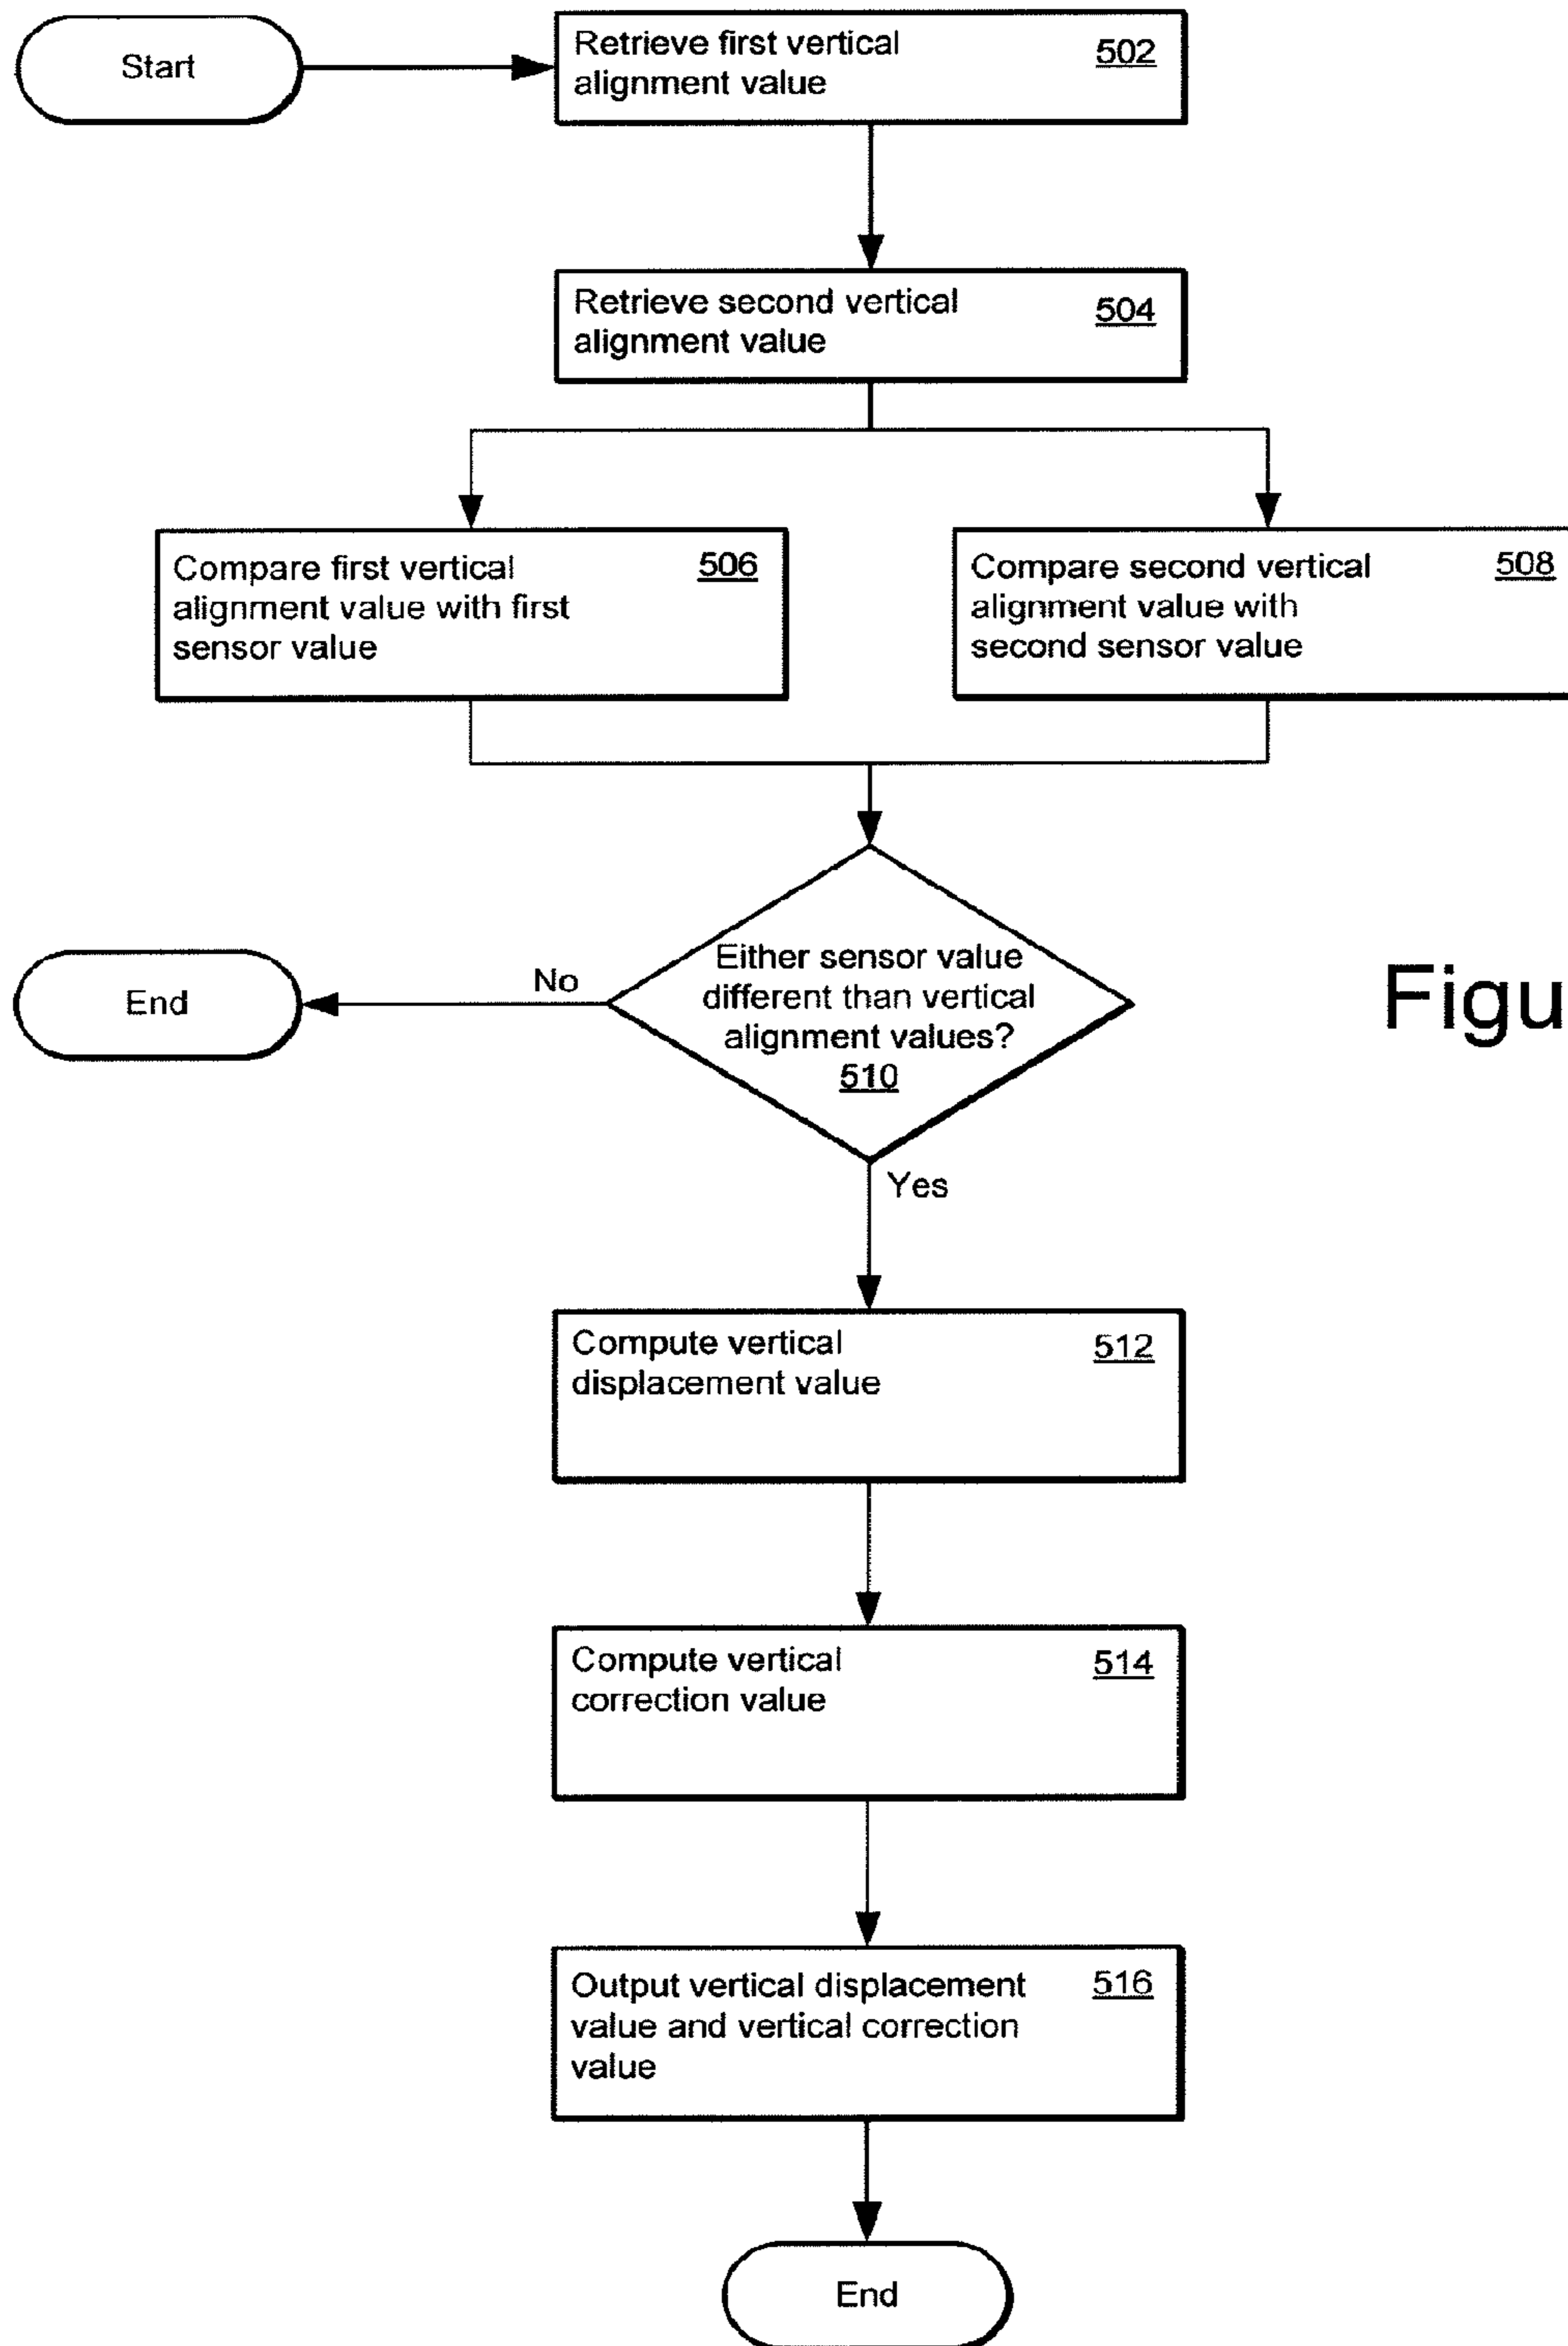 Start
Retrieve first vertical
alignment value
502
Retrieve second vertical
alignment value
504
Compare first vertical
alignment value with first
sensor value
506
Compare second vertical
alignment value with
second sensor value
508
Either sensor value
different than vertical
alignment values?
510
No
End
Figu
Yes
Compute vertical
displacement value
512
Compute vertical
correction value
514
Output vertical displacement
value and vertical correction
value
516
End